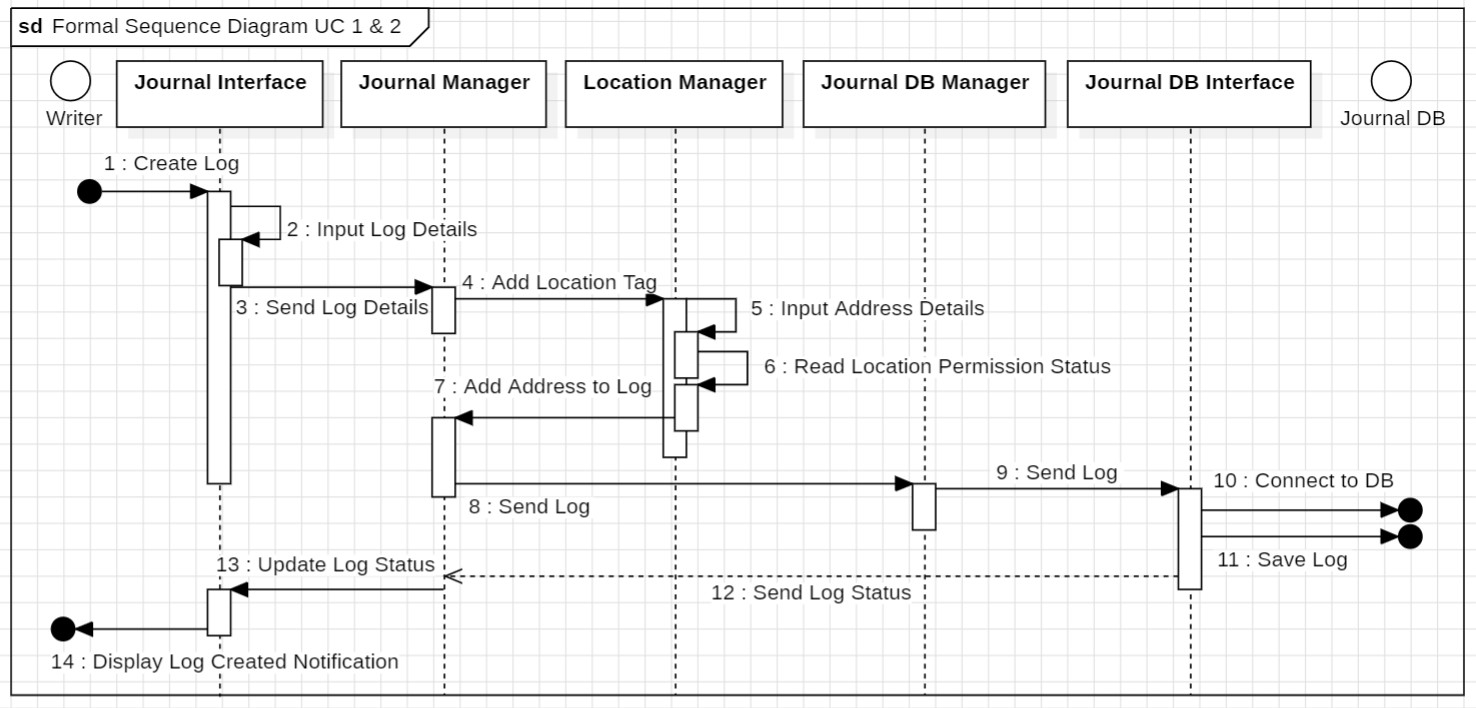 sd Formal Sequence Diagram UC 1 & 2
Writer
Journal Interface
Journal Manager
Location Manager
Journal DB Manager
Journal DB Interface
Journal DB
1 : Create Log
2 : Input Log Details
3 : Send Log Details
4 : Add Location Tag
5 : Input Address Details
6 : Read Location Permission Status
7 : Add Address to Log
8 : Send Log
9 : Send Log
10 : Connect to DB
11 : Save Log
12 : Send Log Status
13 : Update Log Status
14 : Display Log Created Notification